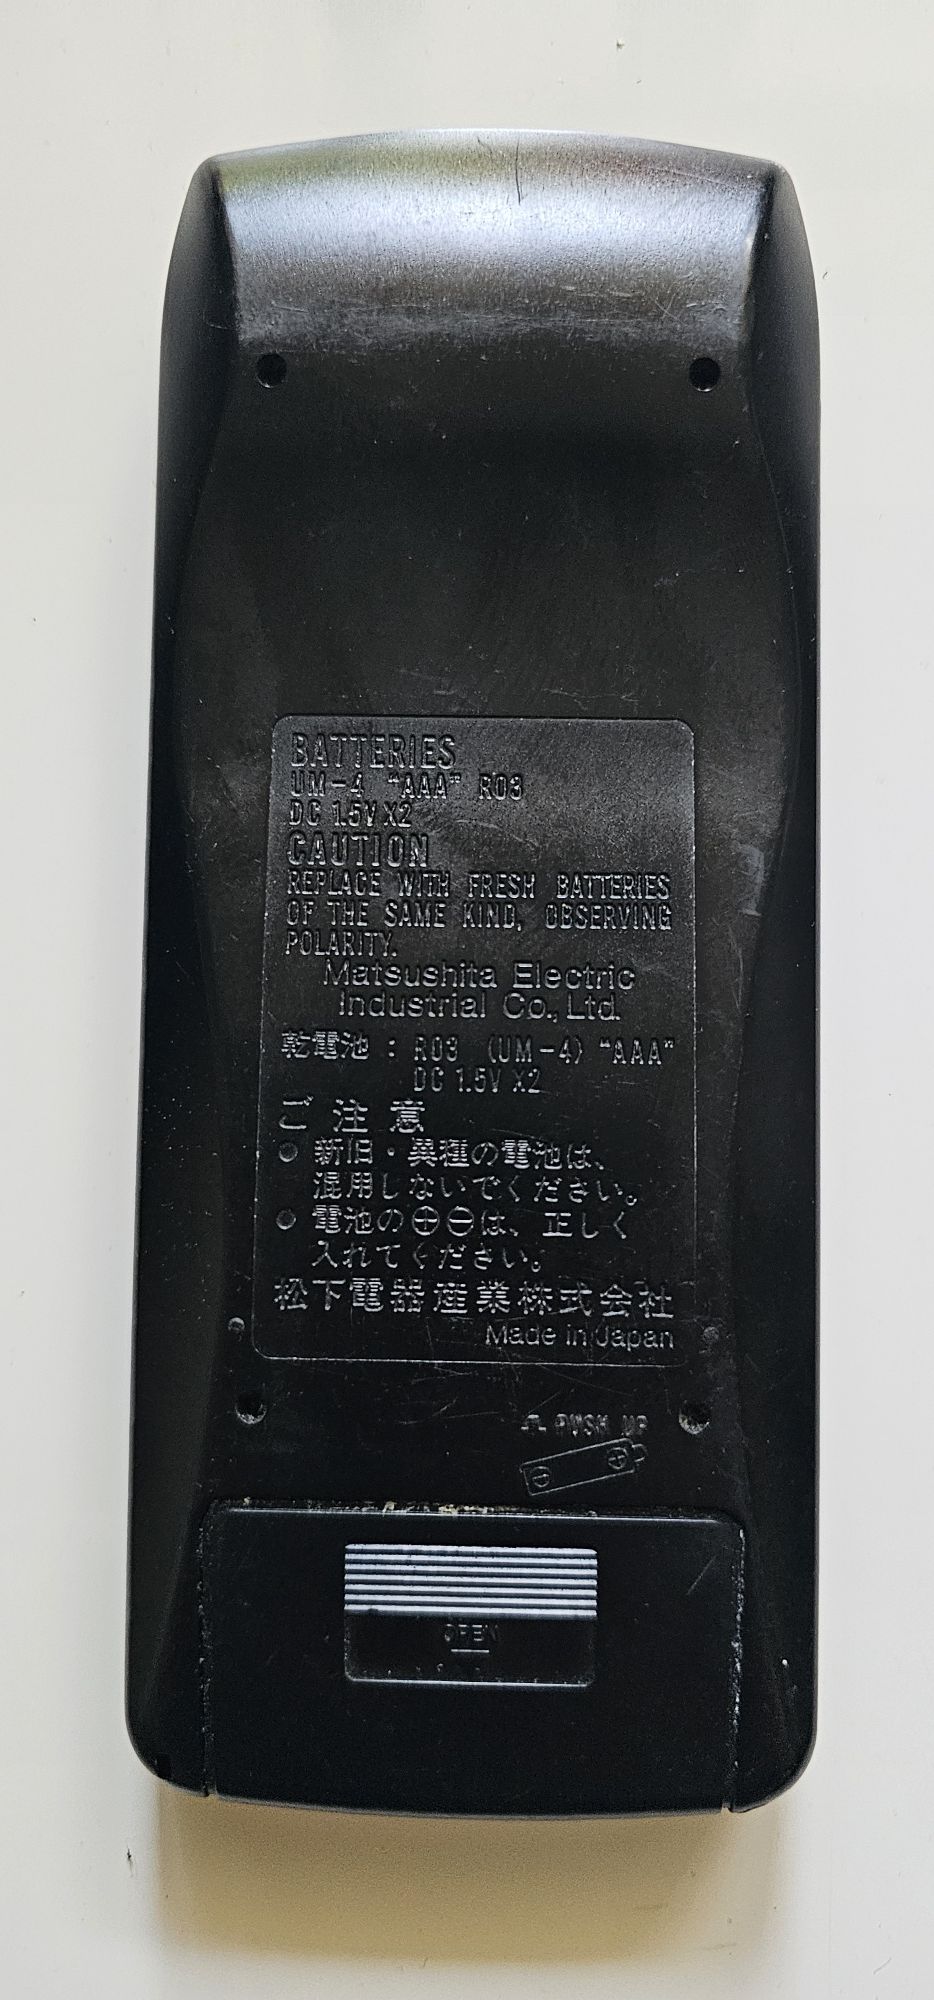 BATTERIES
UM-4 "AAA" R03
DC 1.5V X2
CAUTION
REPLACE WITH FRESH BATTERIES
OF THE SAME KIND, OBSERVING
POLARITY.
Matsushita Electric
Industrial Co., Ltd.
乾電池 : R03 (UM-4) "AAA"
DC 1.5V X2
ご注意
● 新旧・異種の電池は、
混用しないでください。
● 電池の⊕⊖は、正しく
入れてください。
松下電器産業株式会社
Made in Japan
PUSH UP
⊖ ⊕
OPEN